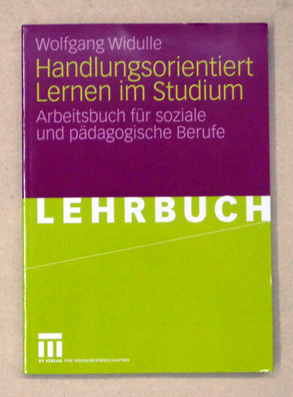 Wolfgang Widulle
Handlungsorientiert
Lernen im Studium
Arbeitsbuch für soziale
und pädagogische Berufe
LEHRBUCH
VS VERLAG FÜR SOZIALWISSENSCHAFTEN